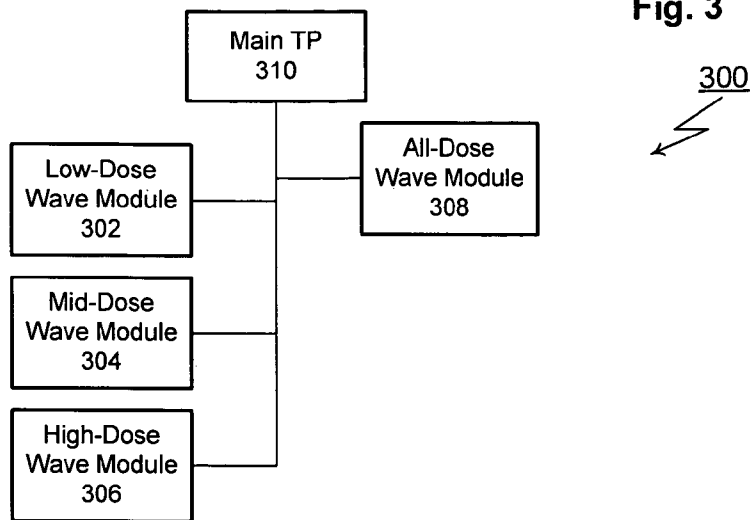 Fig. 3
300
Main TP
310
All-Dose
Wave Module
308
Low-Dose
Wave Module
302
Mid-Dose
Wave Module
304
High-Dose
Wave Module
306